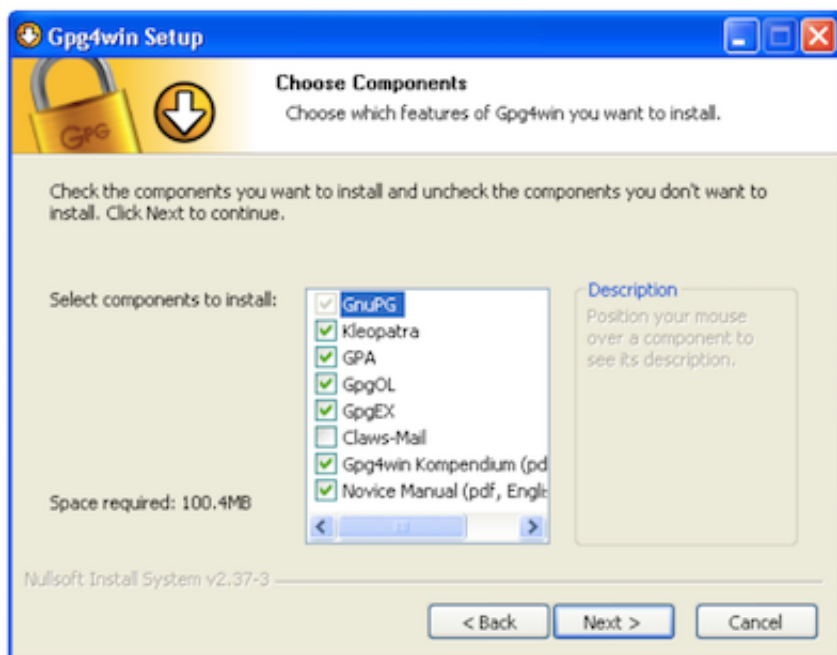 Gpg4win Setup
GPG
Choose Components
Choose which features of Gpg4win you want to install.
Check the components you want to install and uncheck the components you don't want to
install. Click Next to continue.
Select components to install:
GnuPG
Kleopatra
GPA
GpgOL
GpgEX
Claws-Mail
Gpg4win Kompendium (pd
Novice Manual (pdf, Engli
Description
Position your mouse
over a component to
see its description.
Space required: 100.4MB
Nullsoft Install System v2.37-3
< Back
Next >
Cancel